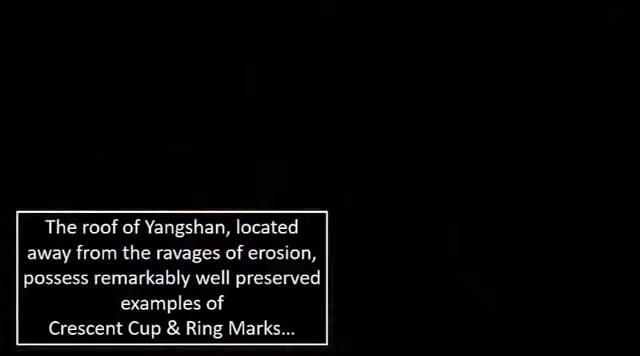 The roof of Yangshan, located
away from the ravages of erosion,
possess remarkably well preserved
examples of
Crescent Cup & Ring Marks...